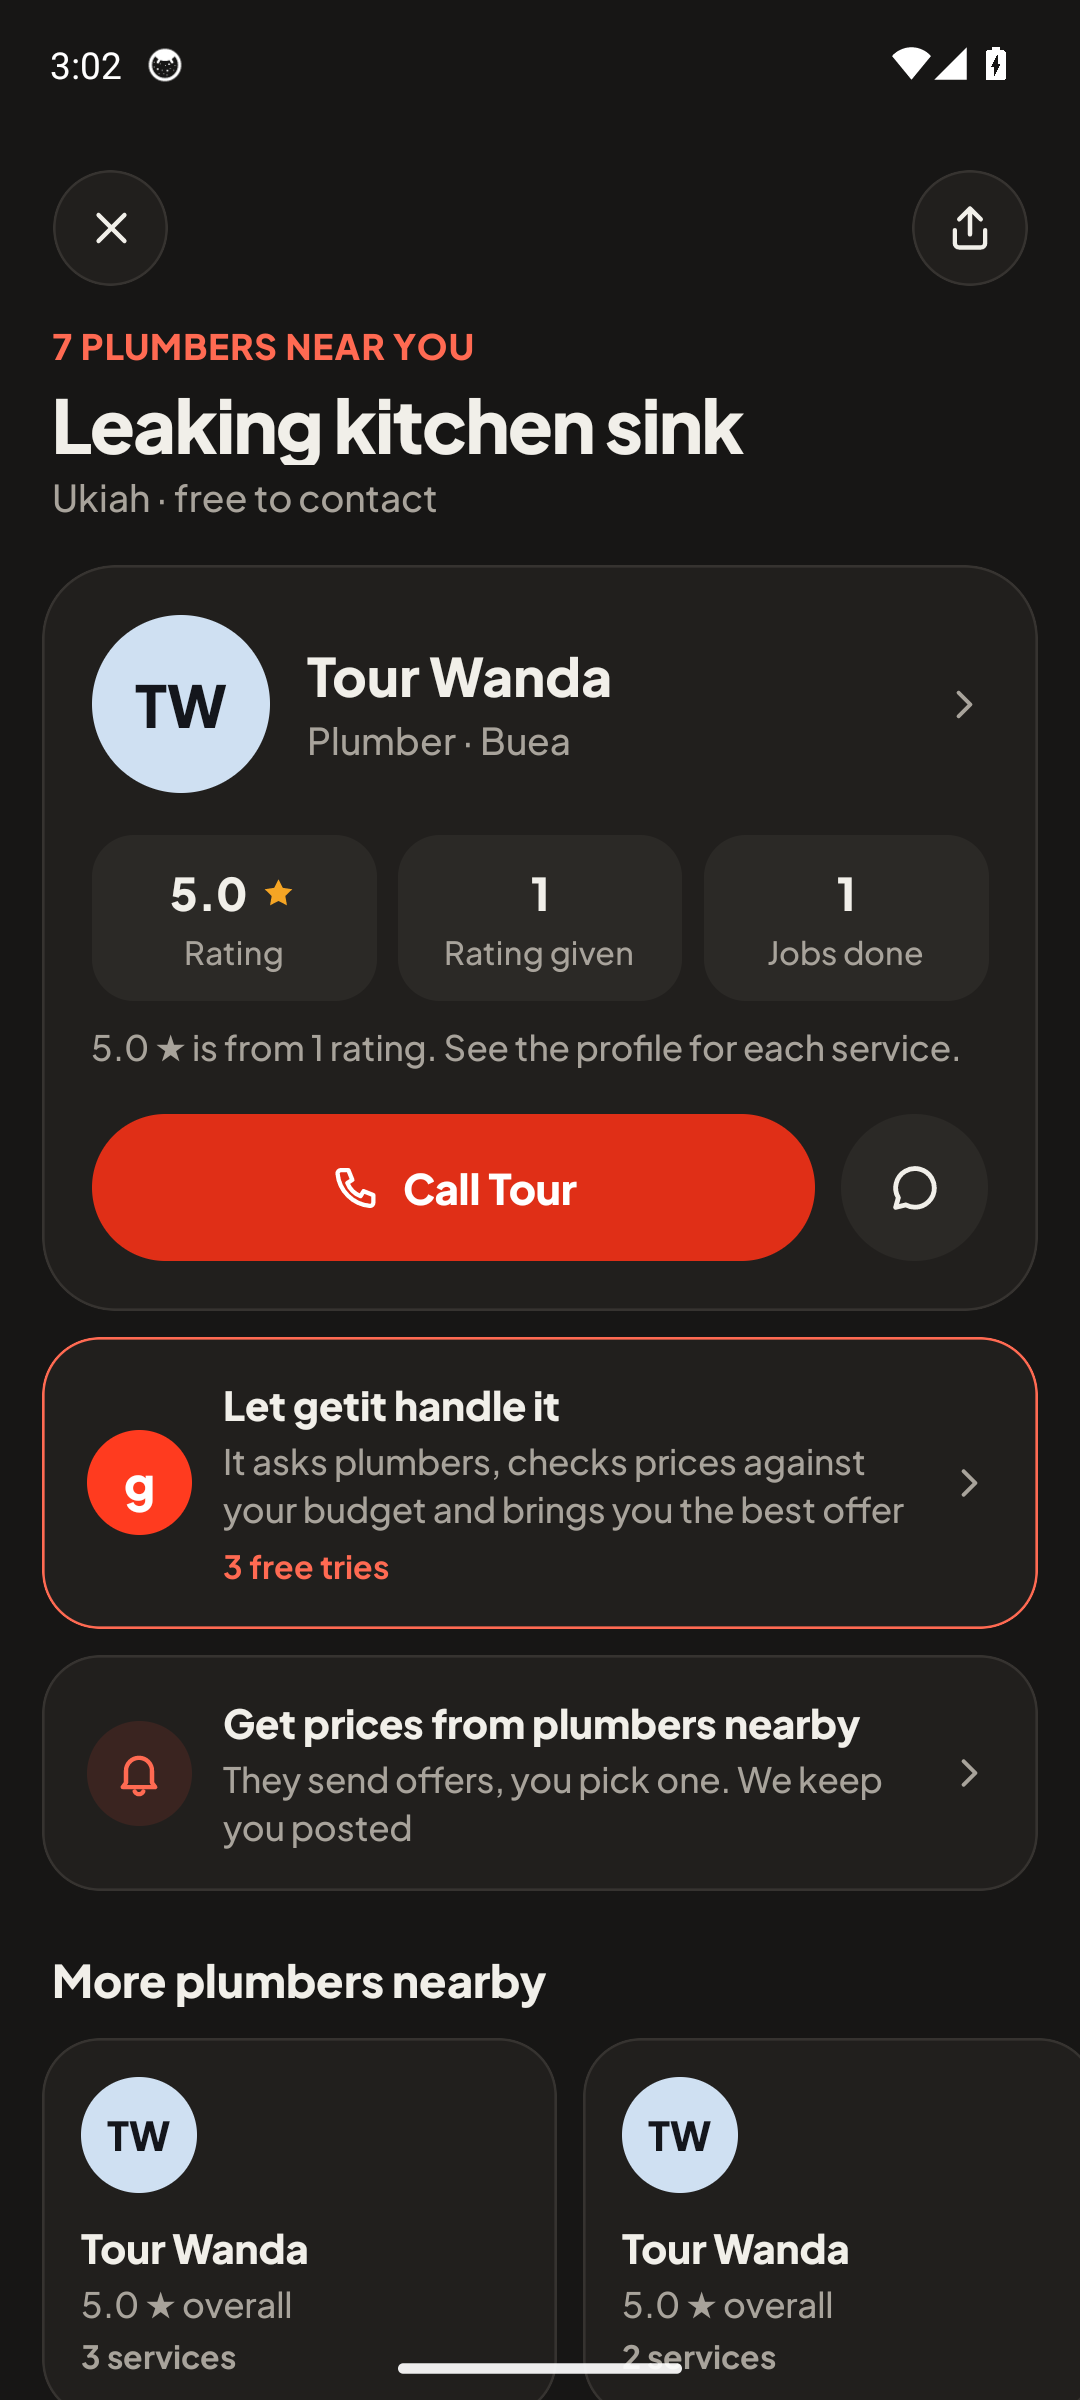 3:02
7 PLUMBERS NEAR YOU
Leaking kitchen sink
Ukiah · free to contact
TW
Tour Wanda
Plumber · Buea
5.0 ★
Rating
1
Rating given
1
Jobs done
5.0 ★ is from 1 rating. See the profile for each service.
Call Tour
g
Let getit handle it
It asks plumbers, checks prices against
your budget and brings you the best offer
3 free tries
Get prices from plumbers nearby
They send offers, you pick one. We keep
you posted
More plumbers nearby
TW
Tour Wanda
5.0 ★ overall
3 services
TW
Tour Wanda
5.0 ★ overall
2 services